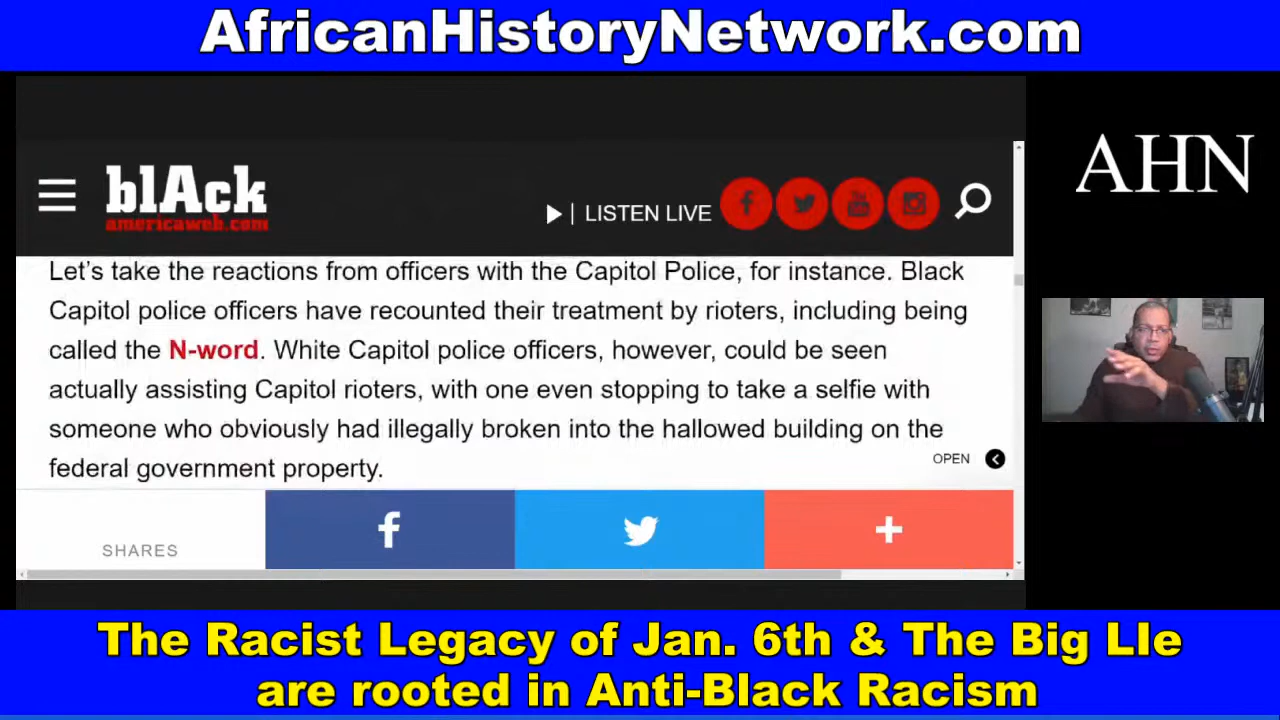 AfricanHistoryNetwork.com
AHN
blAck
americaweb.com
LISTEN LIVE
Let's take the reactions from officers with the Capitol Police, for instance. Black
Capitol police officers have recounted their treatment by rioters, including being
called the N-word. White Capitol police officers, however, could be seen
actually assisting Capitol rioters, with one even stopping to take a selfie with
someone who obviously had illegally broken into the hallowed building on the
federal government property.
OPEN
SHARES
The Racist Legacy of Jan. 6th & The Big LIe
are rooted in Anti-Black Racism